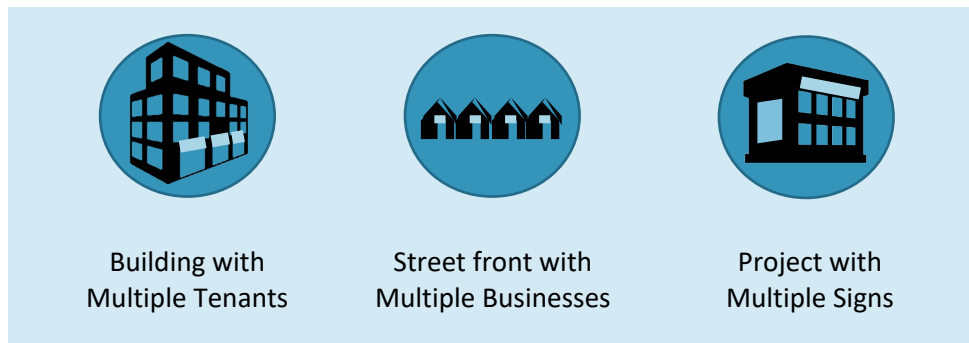 Building with
Multiple Tenants
Street front with
Multiple Businesses
Project with
Multiple Signs